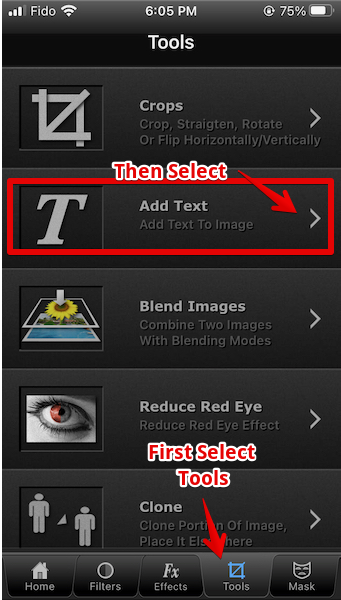 Fido 6:05 PM 75%
Tools
Crops
Crop, Straigten, Rotate
Or Flip Horizontally/Vertically
Then Select
T
Add Text
Add Text To Image
Blend Images
Combine Two Images
With Blending Modes
Reduce Red Eye
Reduce Red Eye Effect
First Select
Tools
Clone
Clone Portion Of Image,
Place It Elsewhere
Fx
Home Filters Effects Tools Mask